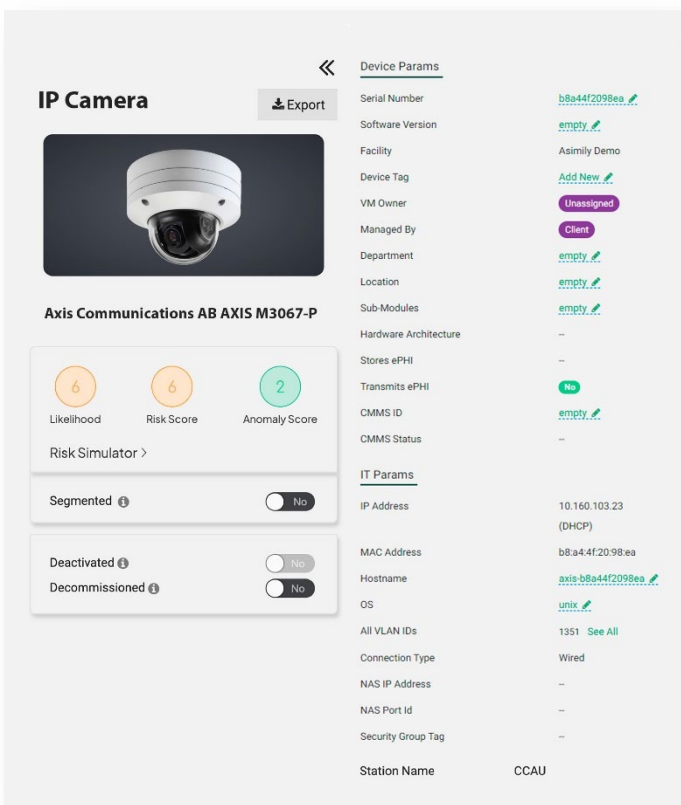 IP Camera
Export
Axis Communications AB AXIS M3067-P
6
6
2
Likelihood
Risk Score
Anomaly Score
Risk Simulator >
Segmented
No
Deactivated
No
Decommissioned
No
Device Params
Serial Number b8a44f2098ea
Software Version empty
Facility Asimily Demo
Device Tag Add New
VM Owner Unassigned
Managed By Client
Department empty
Location empty
Sub-Modules empty
Hardware Architecture --
Stores ePHI --
Transmits ePHI No
CMMS ID empty
CMMS Status --
IT Params
IP Address 10.160.103.23
(DHCP)
MAC Address b8:a4:4f:20:98:ea
Hostname axis-b8a44f2098ea
OS unix
All VLAN IDs 1351 See All
Connection Type Wired
NAS IP Address --
NAS Port Id --
Security Group Tag --
Station Name CCAU